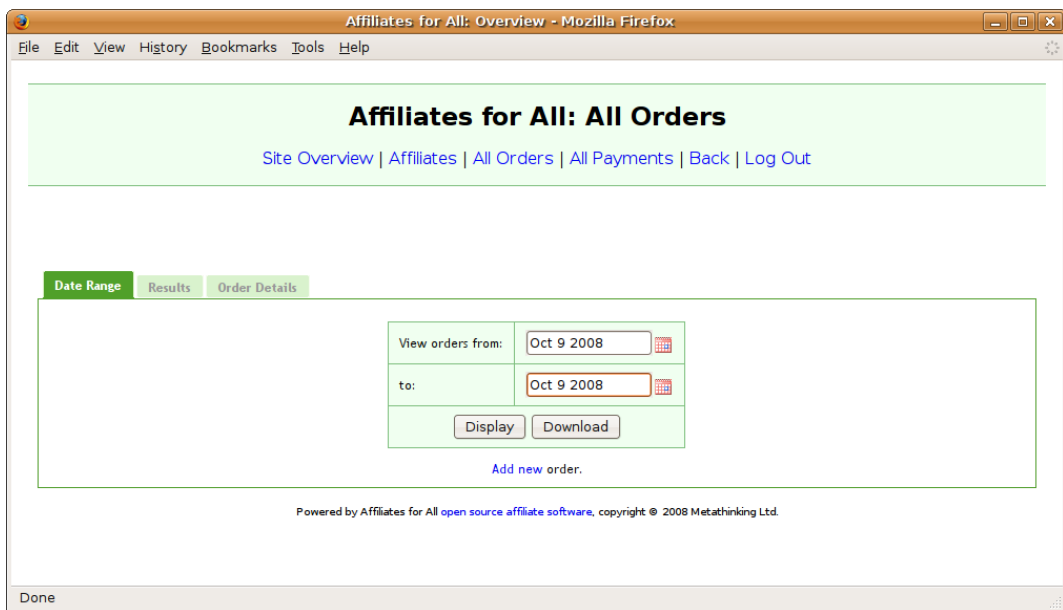 Affiliates for All: Overview - Mozilla Firefox
File Edit View History Bookmarks Tools Help
Affiliates for All: All Orders
Site Overview | Affiliates | All Orders | All Payments | Back | Log Out
Date Range Results Order Details
View orders from: Oct 9 2008
to: Oct 9 2008
Display Download
Add new order.
Powered by Affiliates for All open source affiliate software, copyright © 2008 Metathinking Ltd.
Done